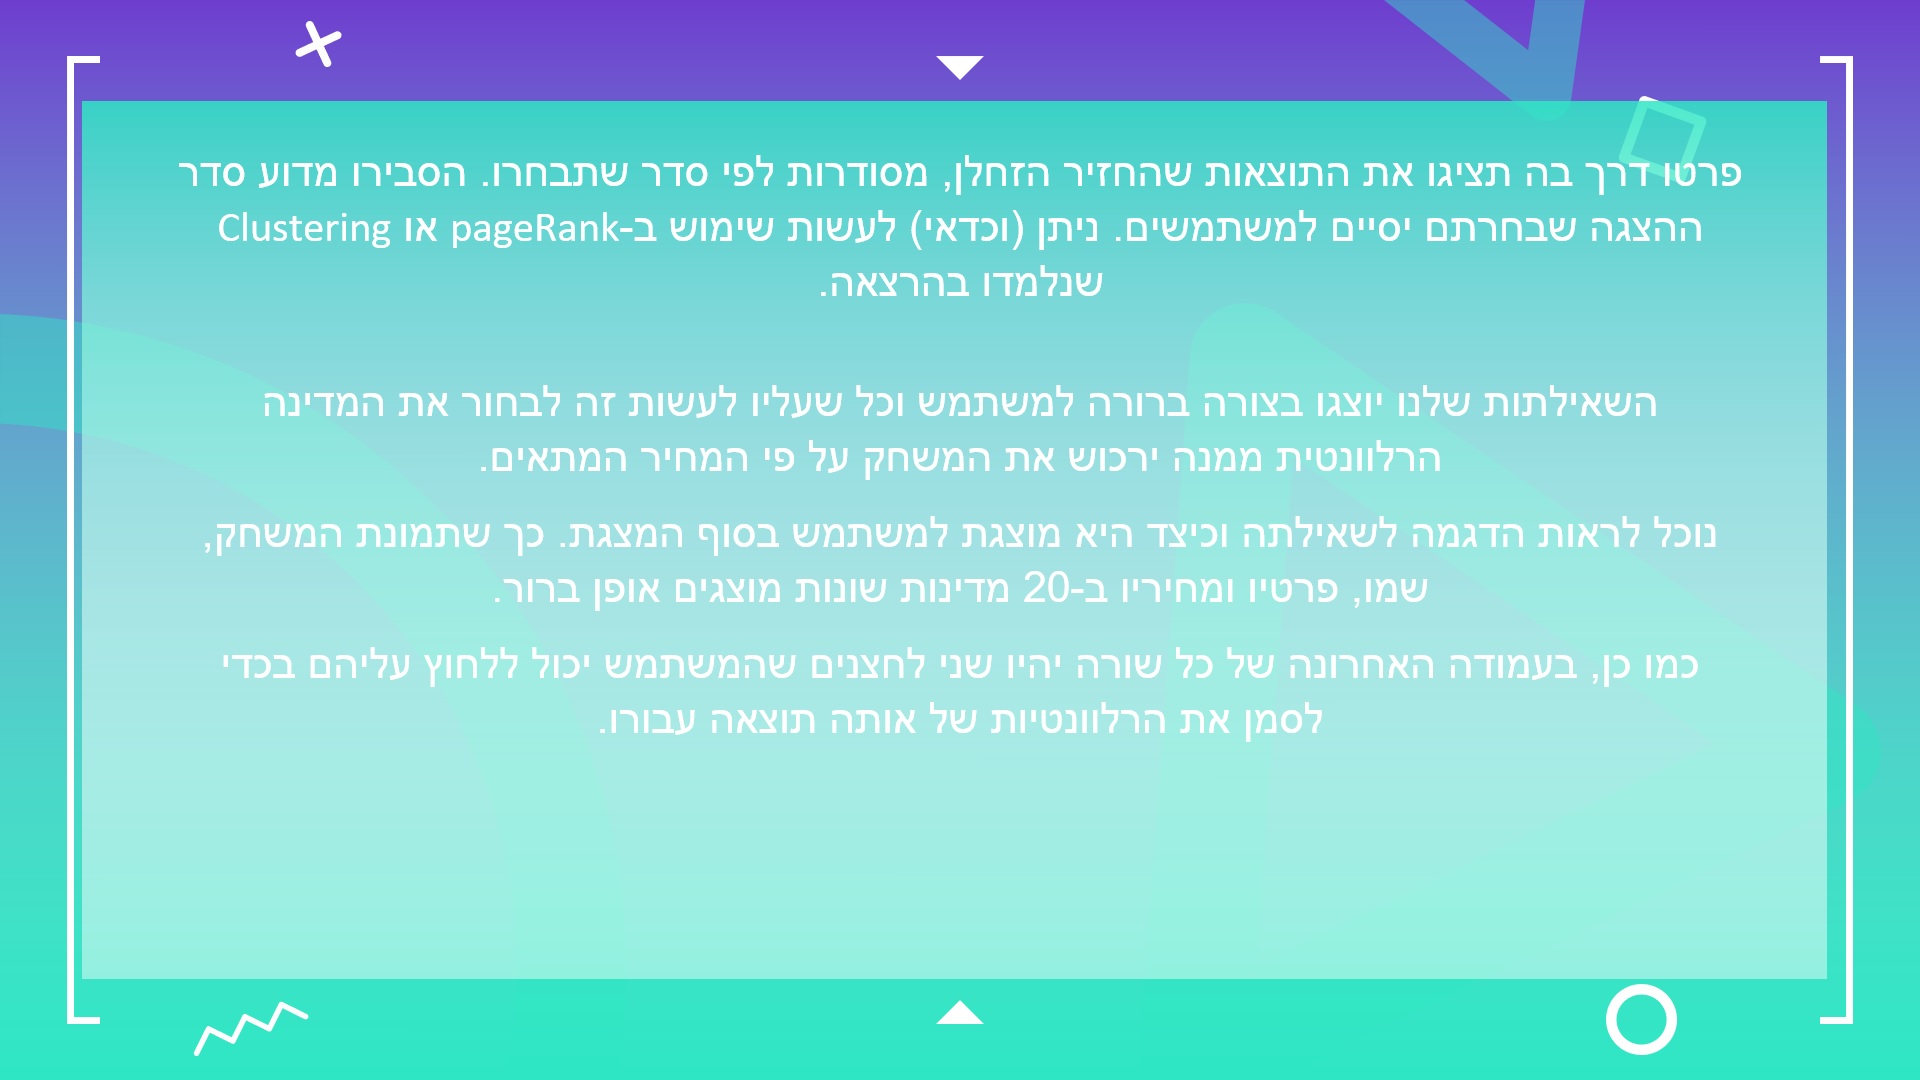 פרטו דרך בה תציגו את התוצאות שהחזיר הזחלן, מסודרות לפי סדר שתבחרו. הסבירו מדוע סדר
ההצגה שבחרתם יסיים למשתמשים. ניתן (וכדאי) לעשות שימוש ב-pageRank או Clustering
שנלמדו בהרצאה.
השאילתות שלנו יוצגו בצורה ברורה למשתמש וכל שעליו לעשות זה לבחור את המדינה
הרלוונטית ממנה ירכוש את המשחק על פי המחיר המתאים.
נוכל לראות הדגמה לשאילתה וכיצד היא מוצגת למשתמש בסוף המצגת. כך שתמונת המשחק,
שמו, פרטיו ומחיריו ב-20 מדינות שונות מוצגים אופן ברור.
כמו כן, בעמודה האחרונה של כל שורה יהיו שני לחצנים שהמשתמש יכול ללחוץ עליהם בכדי
לסמן את הרלוונטיות של אותה תוצאה עבורו.